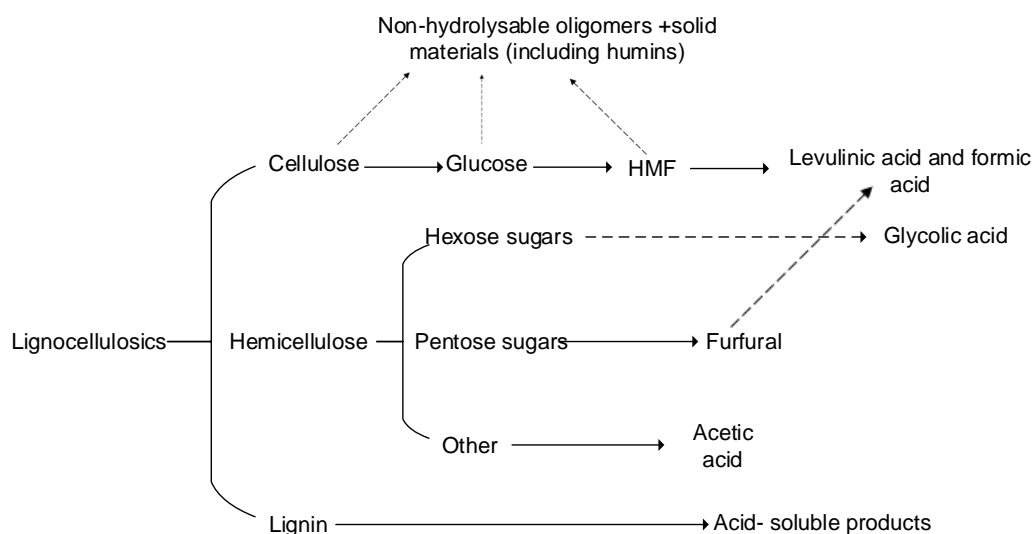 Non-hydrolysable oligomers +solid
materials (including humins)
Cellulose
Glucose
HMF
Levulinic acid and formic
acid
Hexose sugars
Glycolic acid
Lignocellulosics
Hemicellulose
Pentose sugars
Furfural
Other
Acetic
acid
Lignin
Acid- soluble products